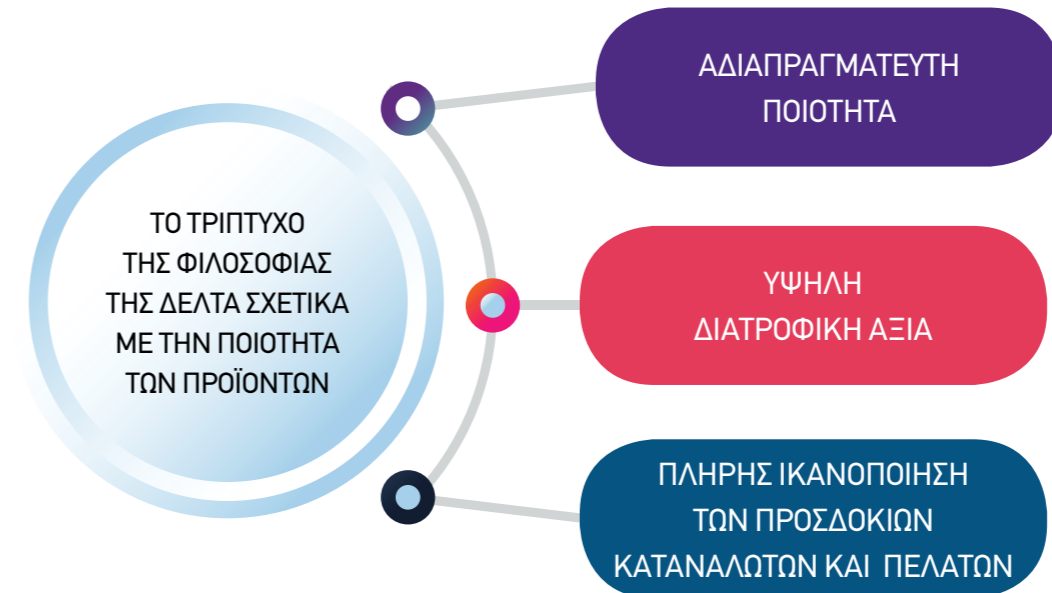 ΤΟ ΤΡΙΠΤΥΧΟ
ΤΗΣ ΦΙΛΟΣΟΦΙΑΣ
ΤΗΣ ΔΕΛΤΑ ΣΧΕΤΙΚΑ
ΜΕ ΤΗΝ ΠΟΙΟΤΗΤΑ
ΤΩΝ ΠΡΟΪΟΝΤΩΝ
ΑΔΙΑΠΡΑΓΜΑΤΕΥΤΗ
ΠΟΙΟΤΗΤΑ
ΥΨΗΛΗ
ΔΙΑΤΡΟΦΙΚΗ ΑΞΙΑ
ΠΛΗΡΗΣ ΙΚΑΝΟΠΟΙΗΣΗ
ΤΩΝ ΠΡΟΣΔΟΚΙΩΝ
ΚΑΤΑΝΑΛΩΤΩΝ ΚΑΙ ΠΕΛΑΤΩΝ